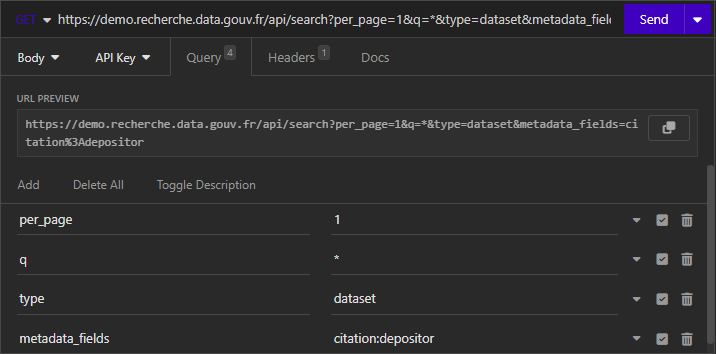 GET https://demo.recherche.data.gouv.fr/api/search?per_page=1&q=*&type=dataset&metadata_fiel Send
Body API Key Query 4 Headers 1 Docs
URL PREVIEW
https://demo.recherche.data.gouv.fr/api/search?per_page=1&q=*&type=dataset&metadata_fields=ci
tation%3Adepositor
Add Delete All Toggle Description
per_page 1
q *
type dataset
metadata_fields citation:depositor